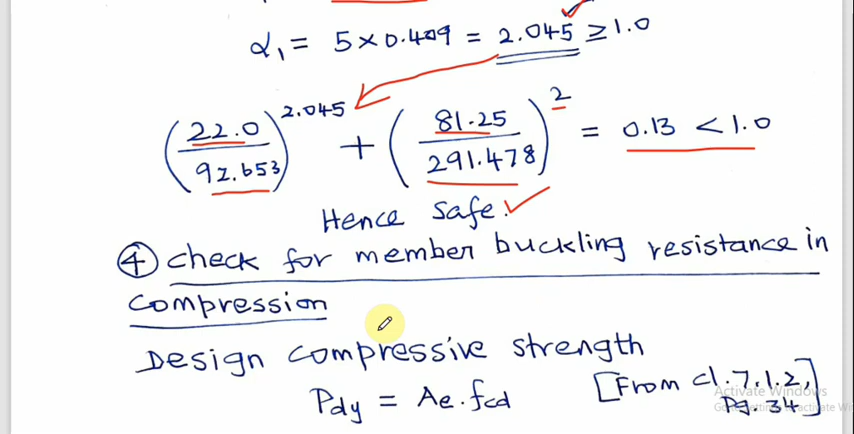 α₁ = 5 × 0.409 = 2.045 ≥ 1.0
(22.0/92.653)^2.045 + (81.25/291.478)^2 = 0.13 < 1.0
Hence safe. ✓
④ check for member buckling resistance in
compression
Design compressive strength
Pdy = Ae.fcd [From cl.7.1.2,
Pg.34]
Activate Windows